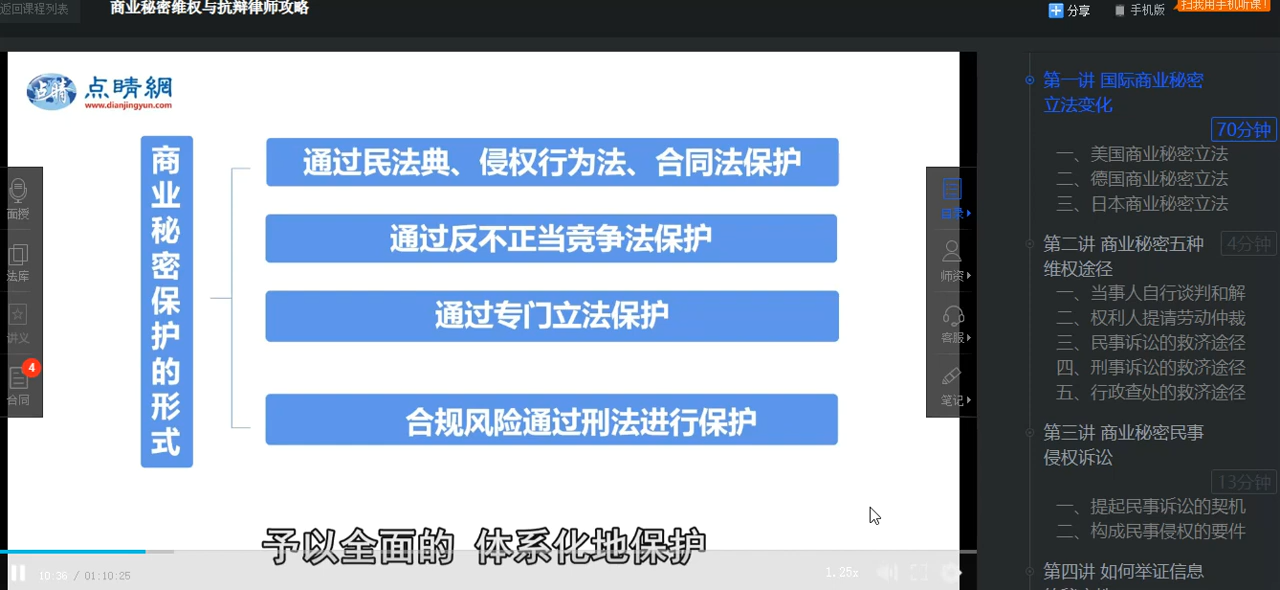 返回课程列表
商业秘密维权与抗辩律师攻略
分享
手机版
扫我用手机听课!
点睛
点睛網
www.dianjingyun.com
商业秘密保护的形式
通过民法典、侵权行为法、合同法保护
通过反不正当竞争法保护
通过专门立法保护
合规风险通过刑法进行保护
予以全面的 体系化地保护
面授
法库
讲义
4
合同
目录
师资
客服
笔记
10:36 / 01:10:25
1.25x
第一讲 国际商业秘密
立法变化
70分钟
一、美国商业秘密立法
二、德国商业秘密立法
三、日本商业秘密立法
第二讲 商业秘密五种
4分钟
维权途径
一、当事人自行谈判和解
二、权利人提请劳动仲裁
三、民事诉讼的救济途径
四、刑事诉讼的救济途径
五、行政查处的救济途径
第三讲 商业秘密民事
侵权诉讼
13分钟
一、提起民事诉讼的契机
二、构成民事侵权的要件
第四讲 如何举证信息